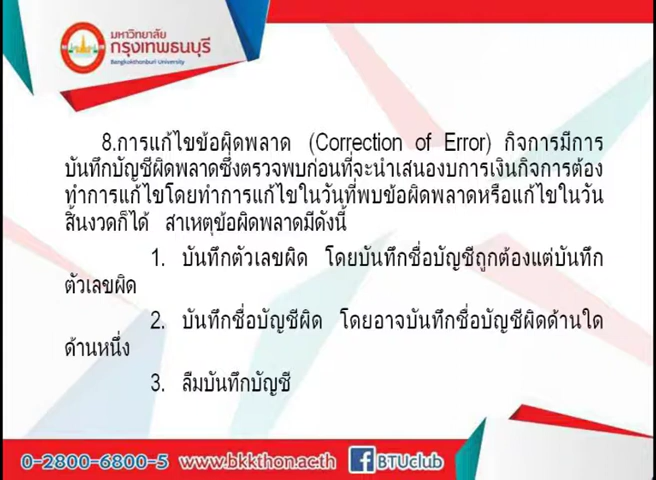 มหาวิทยาลัย
กรุงเทพธนบุรี
Bangkokthonburi University
8.การแก้ไขข้อผิดพลาด (Correction of Error) กิจการมีการ
บันทึกบัญชีผิดพลาดซึ่งตรวจพบก่อนที่จะนำเสนองบการเงินกิจการต้อง
ทำการแก้ไขโดยทำการแก้ไขในวันที่พบข้อผิดพลาดหรือแก้ไขในวัน
สิ้นงวดก็ได้ สาเหตุข้อผิดพลาดมีดังนี้
1. บันทึกตัวเลขผิด โดยบันทึกชื่อบัญชีถูกต้องแต่บันทึก
ตัวเลขผิด
2. บันทึกชื่อบัญชีผิด โดยอาจบันทึกชื่อบัญชีผิดด้านใด
ด้านหนึ่ง
3. ลืมบันทึกบัญชี
0-2800-6800-5 www.bkkthon.ac.th f BTUclub